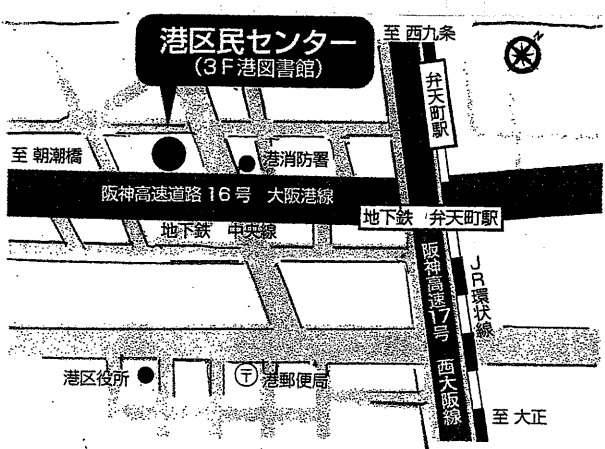 港区民センター
(3F港図書館)
至 西九条
N
弁天町駅
至 朝潮橋
港消防署
阪神高速道路16号 大阪港線
地下鉄 弁天町駅
地下鉄 中央線
阪神高速17号 西大阪線
JR環状線
港区役所
〒 港郵便局
至 大正